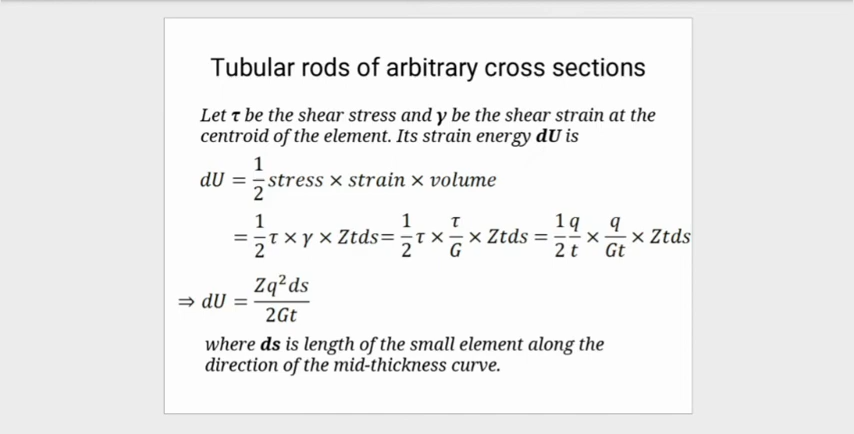 Tubular rods of arbitrary cross sections
Let τ be the shear stress and γ be the shear strain at the
centroid of the element. Its strain energy dU is
dU = 1/2 stress × strain × volume
= 1/2 τ × γ × Ztds= 1/2 τ × τ/G × Ztds = 1/2 q/t × q/Gt × Ztds
⇒ dU = Zq²ds/2Gt
where ds is length of the small element along the
direction of the mid-thickness curve.